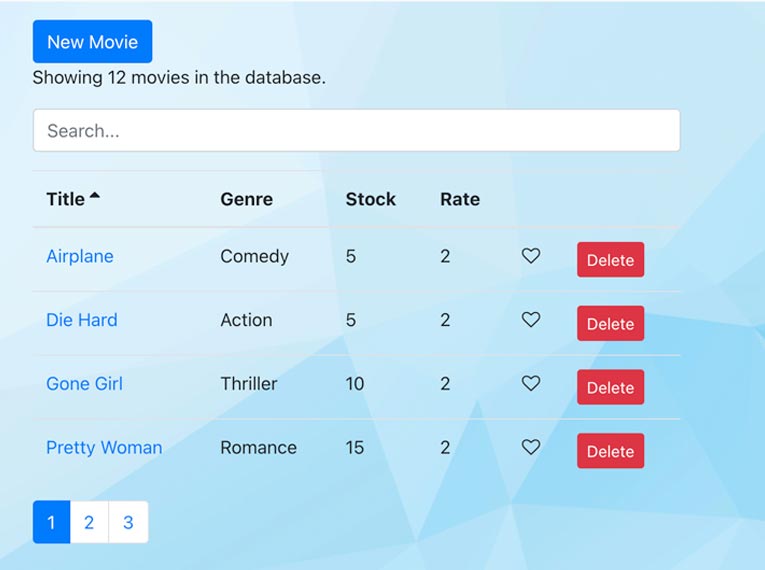 New Movie
Showing 12 movies in the database.
Search...
Title Genre Stock Rate
Airplane Comedy 5 2 Delete
Die Hard Action 5 2 Delete
Gone Girl Thriller 10 2 Delete
Pretty Woman Romance 15 2 Delete
1 2 3